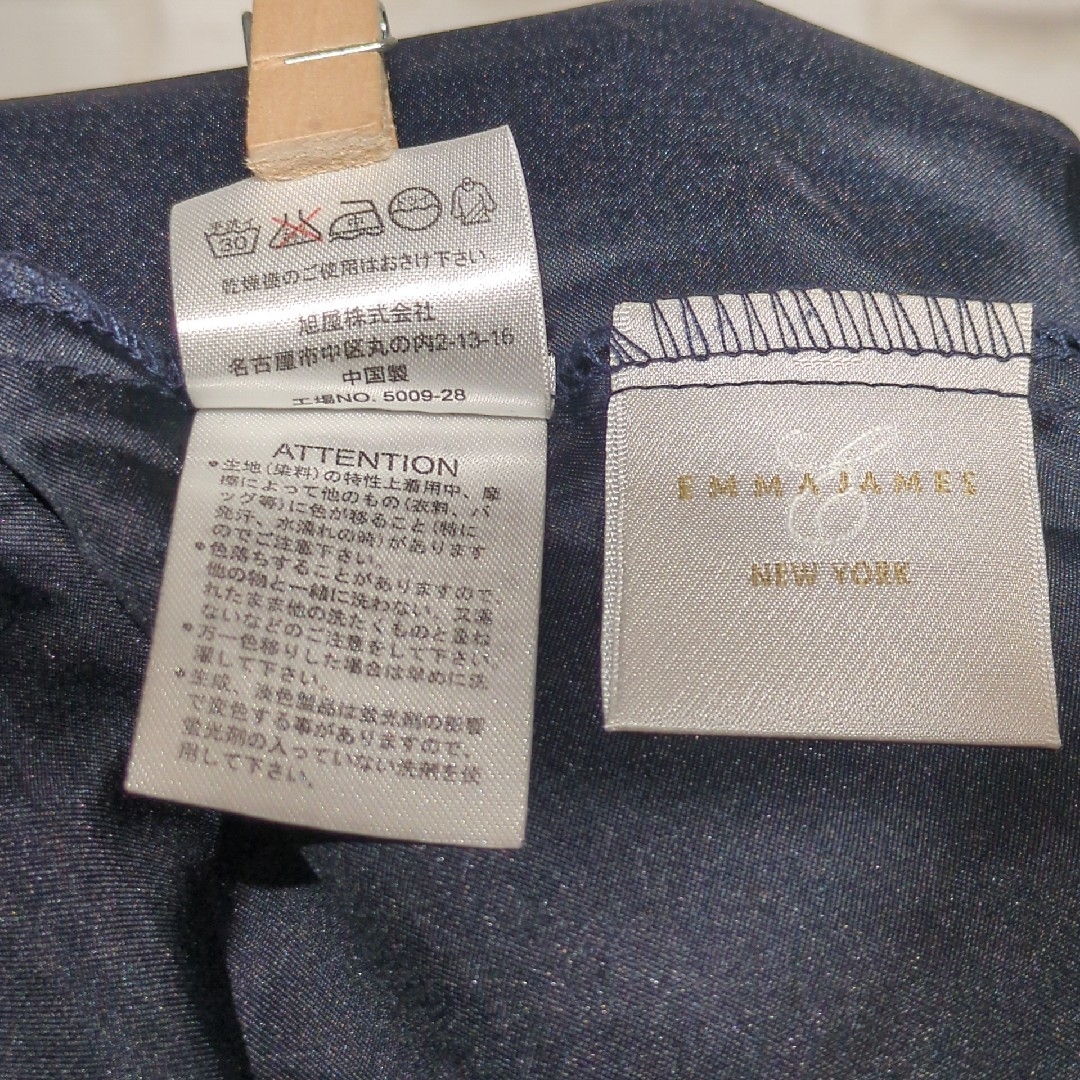 手洗イ
30
乾燥機のご使用はおさけ下さい。
旭屋株式会社
名古屋市中区丸の内2-13-16
中国製
工場NO. 5009-28
ATTENTION
•生地(染料)の特性上着用中、摩
擦によって他のもの(衣料、バ
ッグ等)に色が移ること(特に
発汗、水濡れの時)があります
のでご注意下さい。
•色落ちすることがありますので、
他の物と一緒に洗わない、又濡
れたまま他の洗たくものと重ね
ないなどのご注意をして下さい。
•万一色移りした場合は早めに洗
濯して下さい。
•生成、淡色製品は蛍光剤の影響
で変色する事がありますので、
蛍光剤の入っていない洗剤を使
用して下さい。
EMMAJAMES
NEW YORK